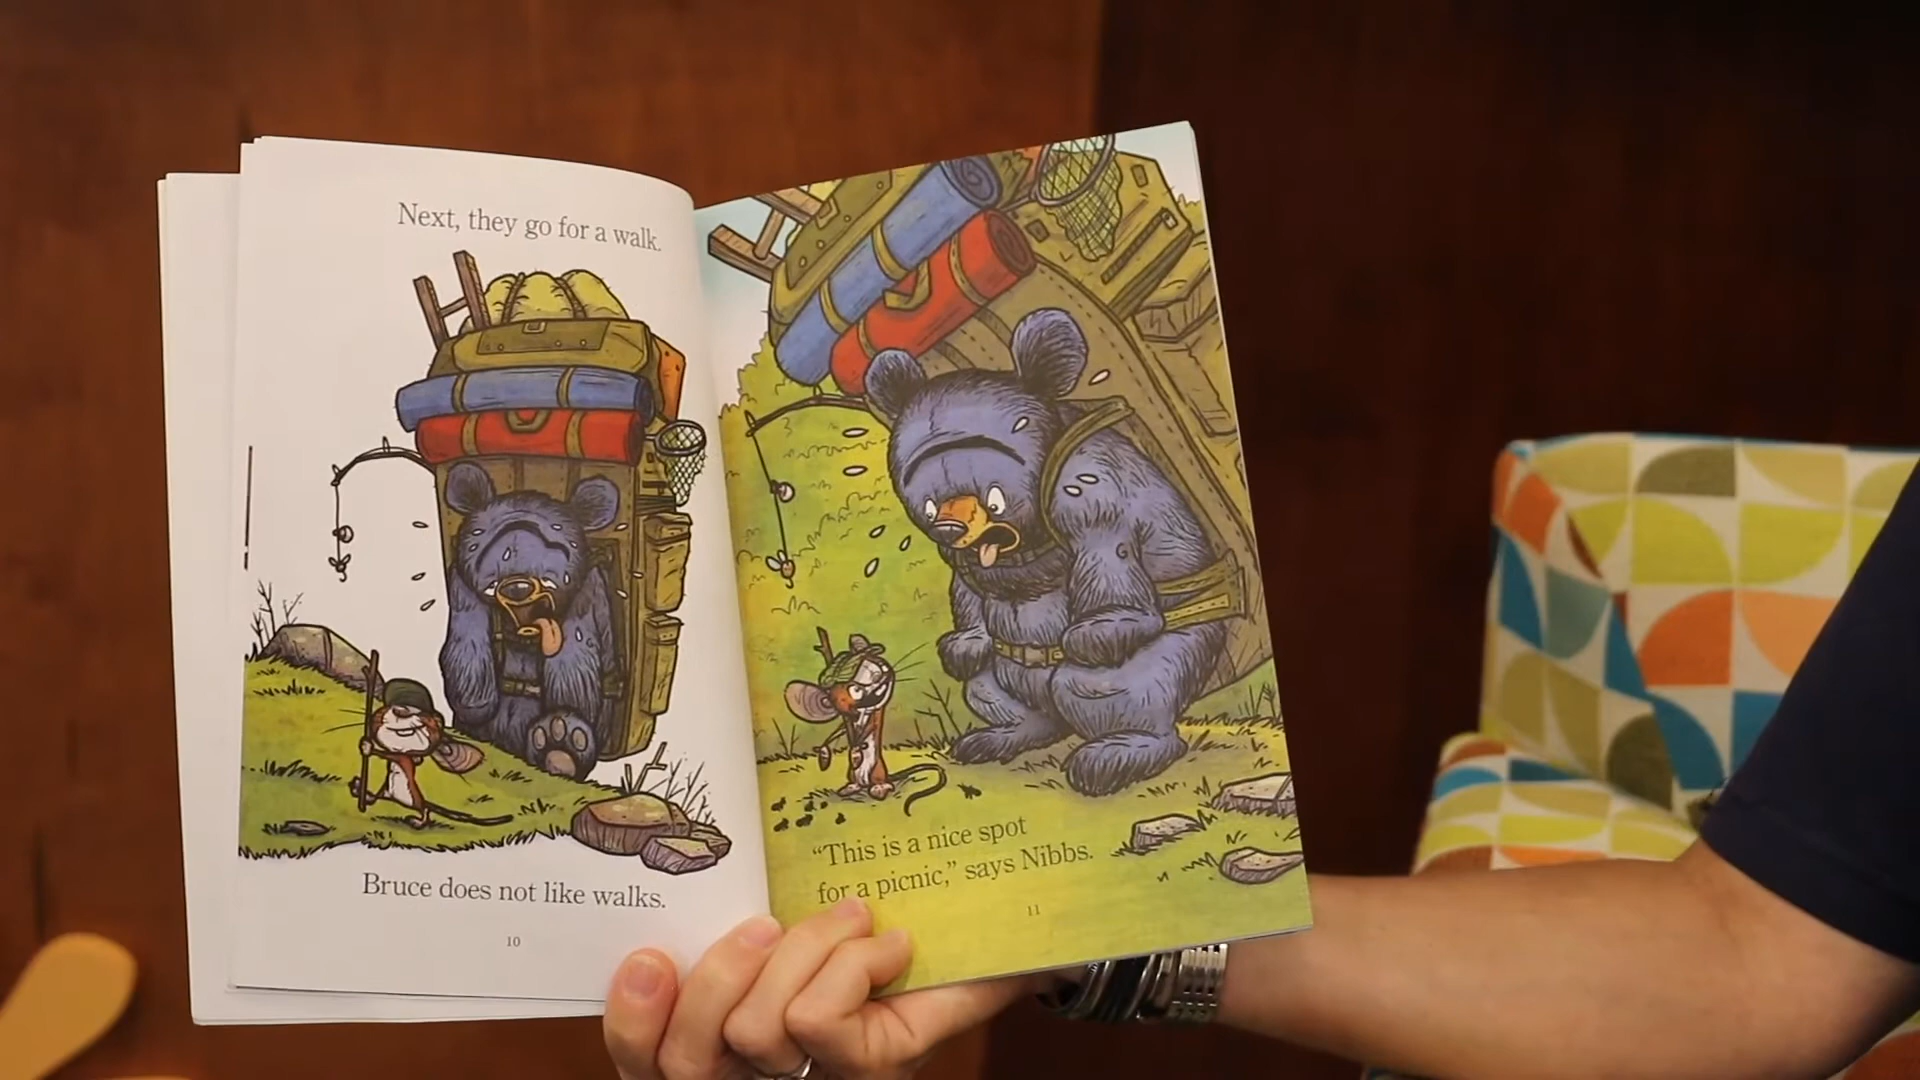 Next, they go for a walk.
Bruce does not like walks.
10
“This is a nice spot
for a picnic,” says Nibbs.
11